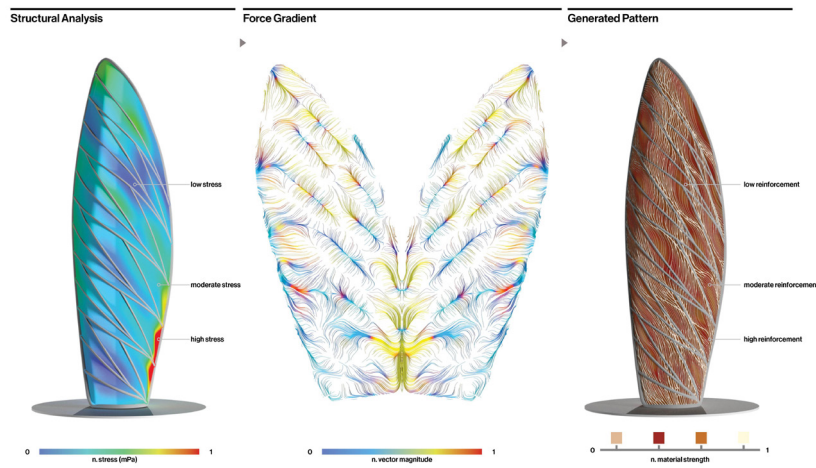 Structural Analysis
Force Gradient
Generated Pattern
low stress
moderate stress
high stress
low reinforcement
moderate reinforcement
high reinforcement
0
1
n. stress (mPa)
0
1
n. vector magnitude
0
1
n. material strength